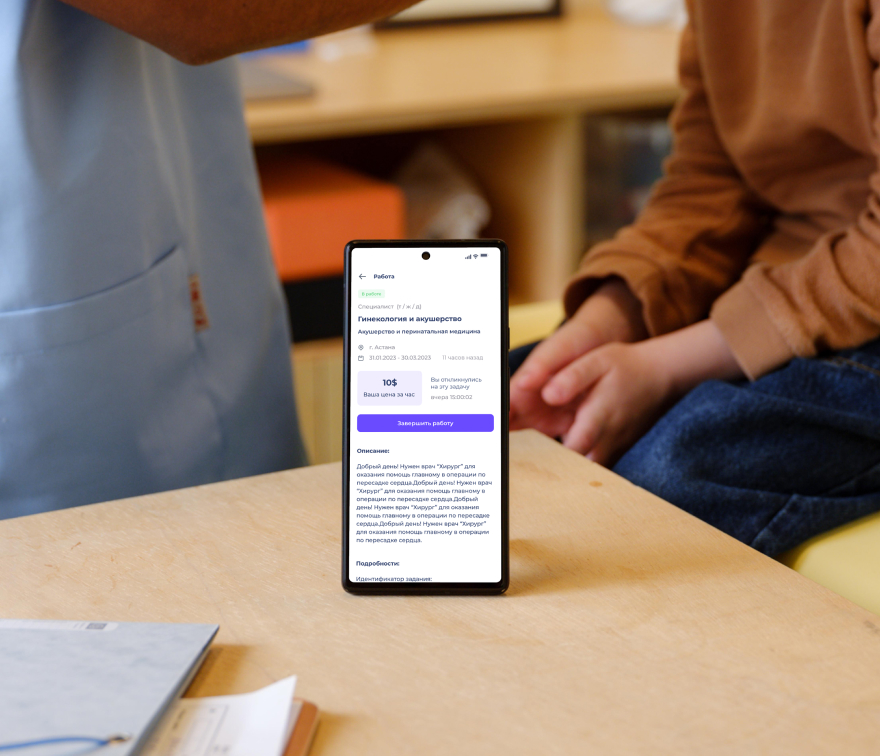 Работа
В работе
Специалист (т / ж / д)
Гинекология и акушерство
Акушерство и перинатальная медицина
г. Астана
31.01.2023 - 30.03.2023 11 часов назад
10$
Ваша цена за час
Вы откликнулись
на эту задачу
вчера 15:00:02
Завершить работу
Описание:
Добрый день! Нужен врач "Хирург" для
оказания помощь главному в операции по
пересадке сердца.Добрый день! Нужен врач
"Хирург" для оказания помощь главному в
операции по пересадке сердца.Добрый
день! Нужен врач "Хирург" для оказания
помощь главному в операции по пересадке
сердца.Добрый день! Нужен врач "Хирург"
для оказания помощь главному в операции
по пересадке сердца.
Подробности:
Идентификатор задания: